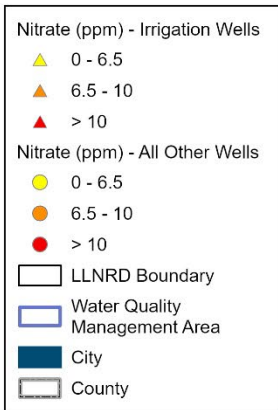 Nitrate (ppm) - Irrigation Wells
0 - 6.5
6.5 - 10
> 10
Nitrate (ppm) - All Other Wells
0 - 6.5
6.5 - 10
> 10
LLNRD Boundary
Water Quality
Management Area
City
County